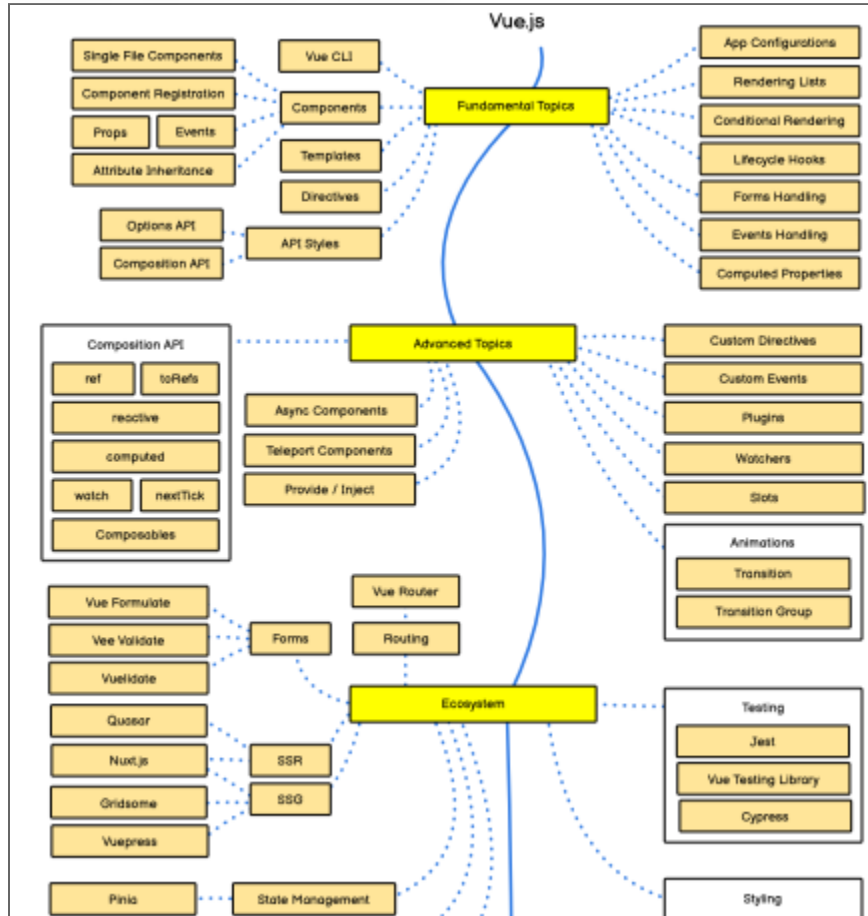 Vue.js
Single File Components
Vue CLI
Fundamental Topics
App Configurations
Component Registration
Components
Rendering Lists
Props
Events
Conditional Rendering
Attribute Inheritance
Templates
Lifecycle Hooks
Directives
Forms Handling
Options API
API Styles
Events Handling
Composition API
Computed Properties
Composition API
Advanced Topics
Custom Directives
ref
toRefs
Custom Events
reactive
Async Components
Plugins
computed
Teleport Components
Watchers
watch
nextTick
Provide / Inject
Slots
Composables
Animations
Transition
Transition Group
Vue Formulate
Vue Router
Vee Validate
Forms
Routing
Vuelidate
Ecosystem
Testing
Quasar
Jest
Nuxt.js
SSR
Vue Testing Library
Gridsome
SSG
Cypress
Vuepress
Pinia
State Management
Styling